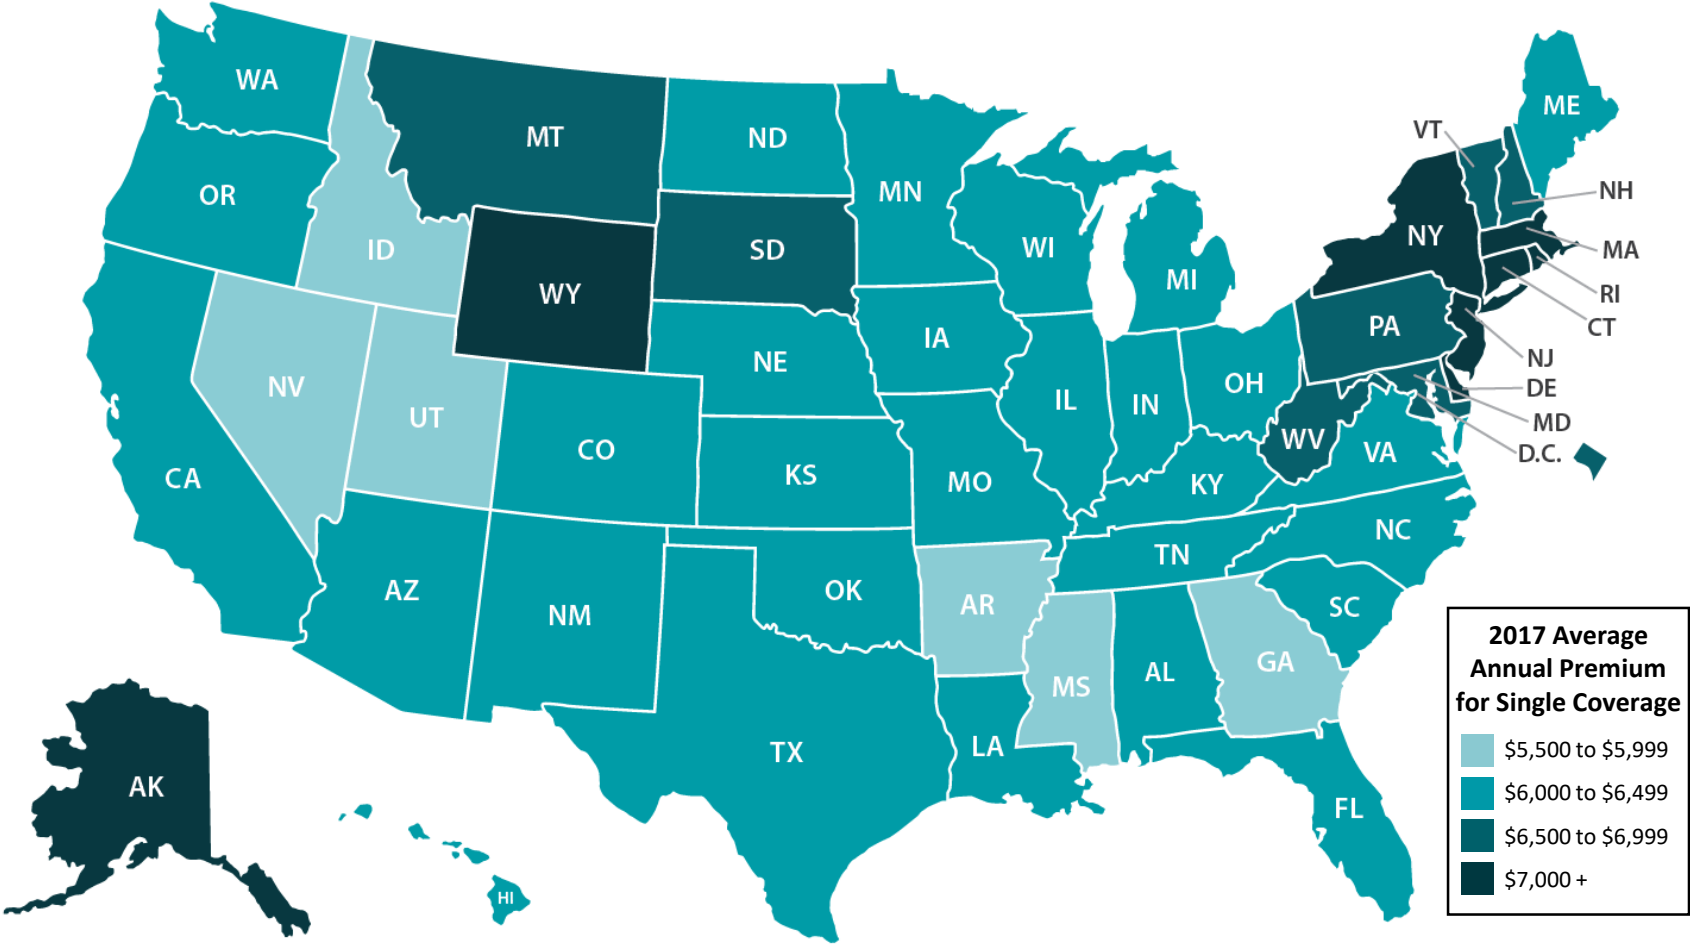 WA
MT
ND
MN
ME
VT
NH
OR
ID
SD
WI
MI
NY
MA
RI
CT
WY
IA
PA
NJ
DE
MD
D.C.
NE
NV
UT
CO
IL
IN
OH
WV
VA
CA
KS
MO
KY
NC
AZ
NM
OK
AR
TN
SC
MS
AL
GA
LA
TX
FL
AK
HI
2017 Average
Annual Premium
for Single Coverage
$5,500 to $5,999
$6,000 to $6,499
$6,500 to $6,999
$7,000 +